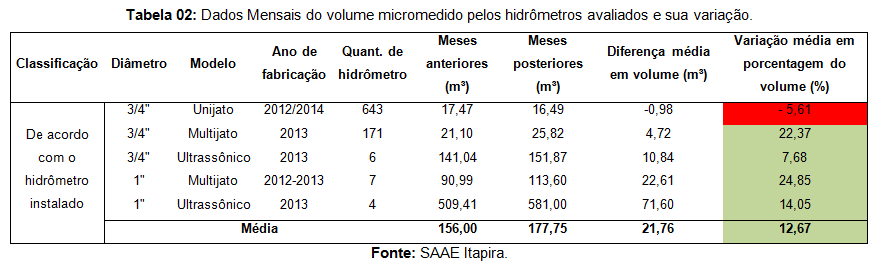 Tabela 02: Dados Mensais do volume micromedido pelos hidrômetros avaliados e sua variação.
Classificação Diâmetro Modelo Ano de fabricação Quant. de hidrômetro Meses anteriores (m³) Meses posteriores (m³) Diferença média em volume (m³) Variação média em porcentagem do volume (%)
De acordo com o hidrômetro instalado
3/4" Unijato 2012/2014 643 17,47 16,49 -0,98 - 5,61
3/4" Multijato 2013 171 21,10 25,82 4,72 22,37
3/4" Ultrassônico 2013 6 141,04 151,87 10,84 7,68
1" Multijato 2012-2013 7 90,99 113,60 22,61 24,85
1" Ultrassônico 2013 4 509,41 581,00 71,60 14,05
Média 156,00 177,75 21,76 12,67
Fonte: SAAE Itapira.